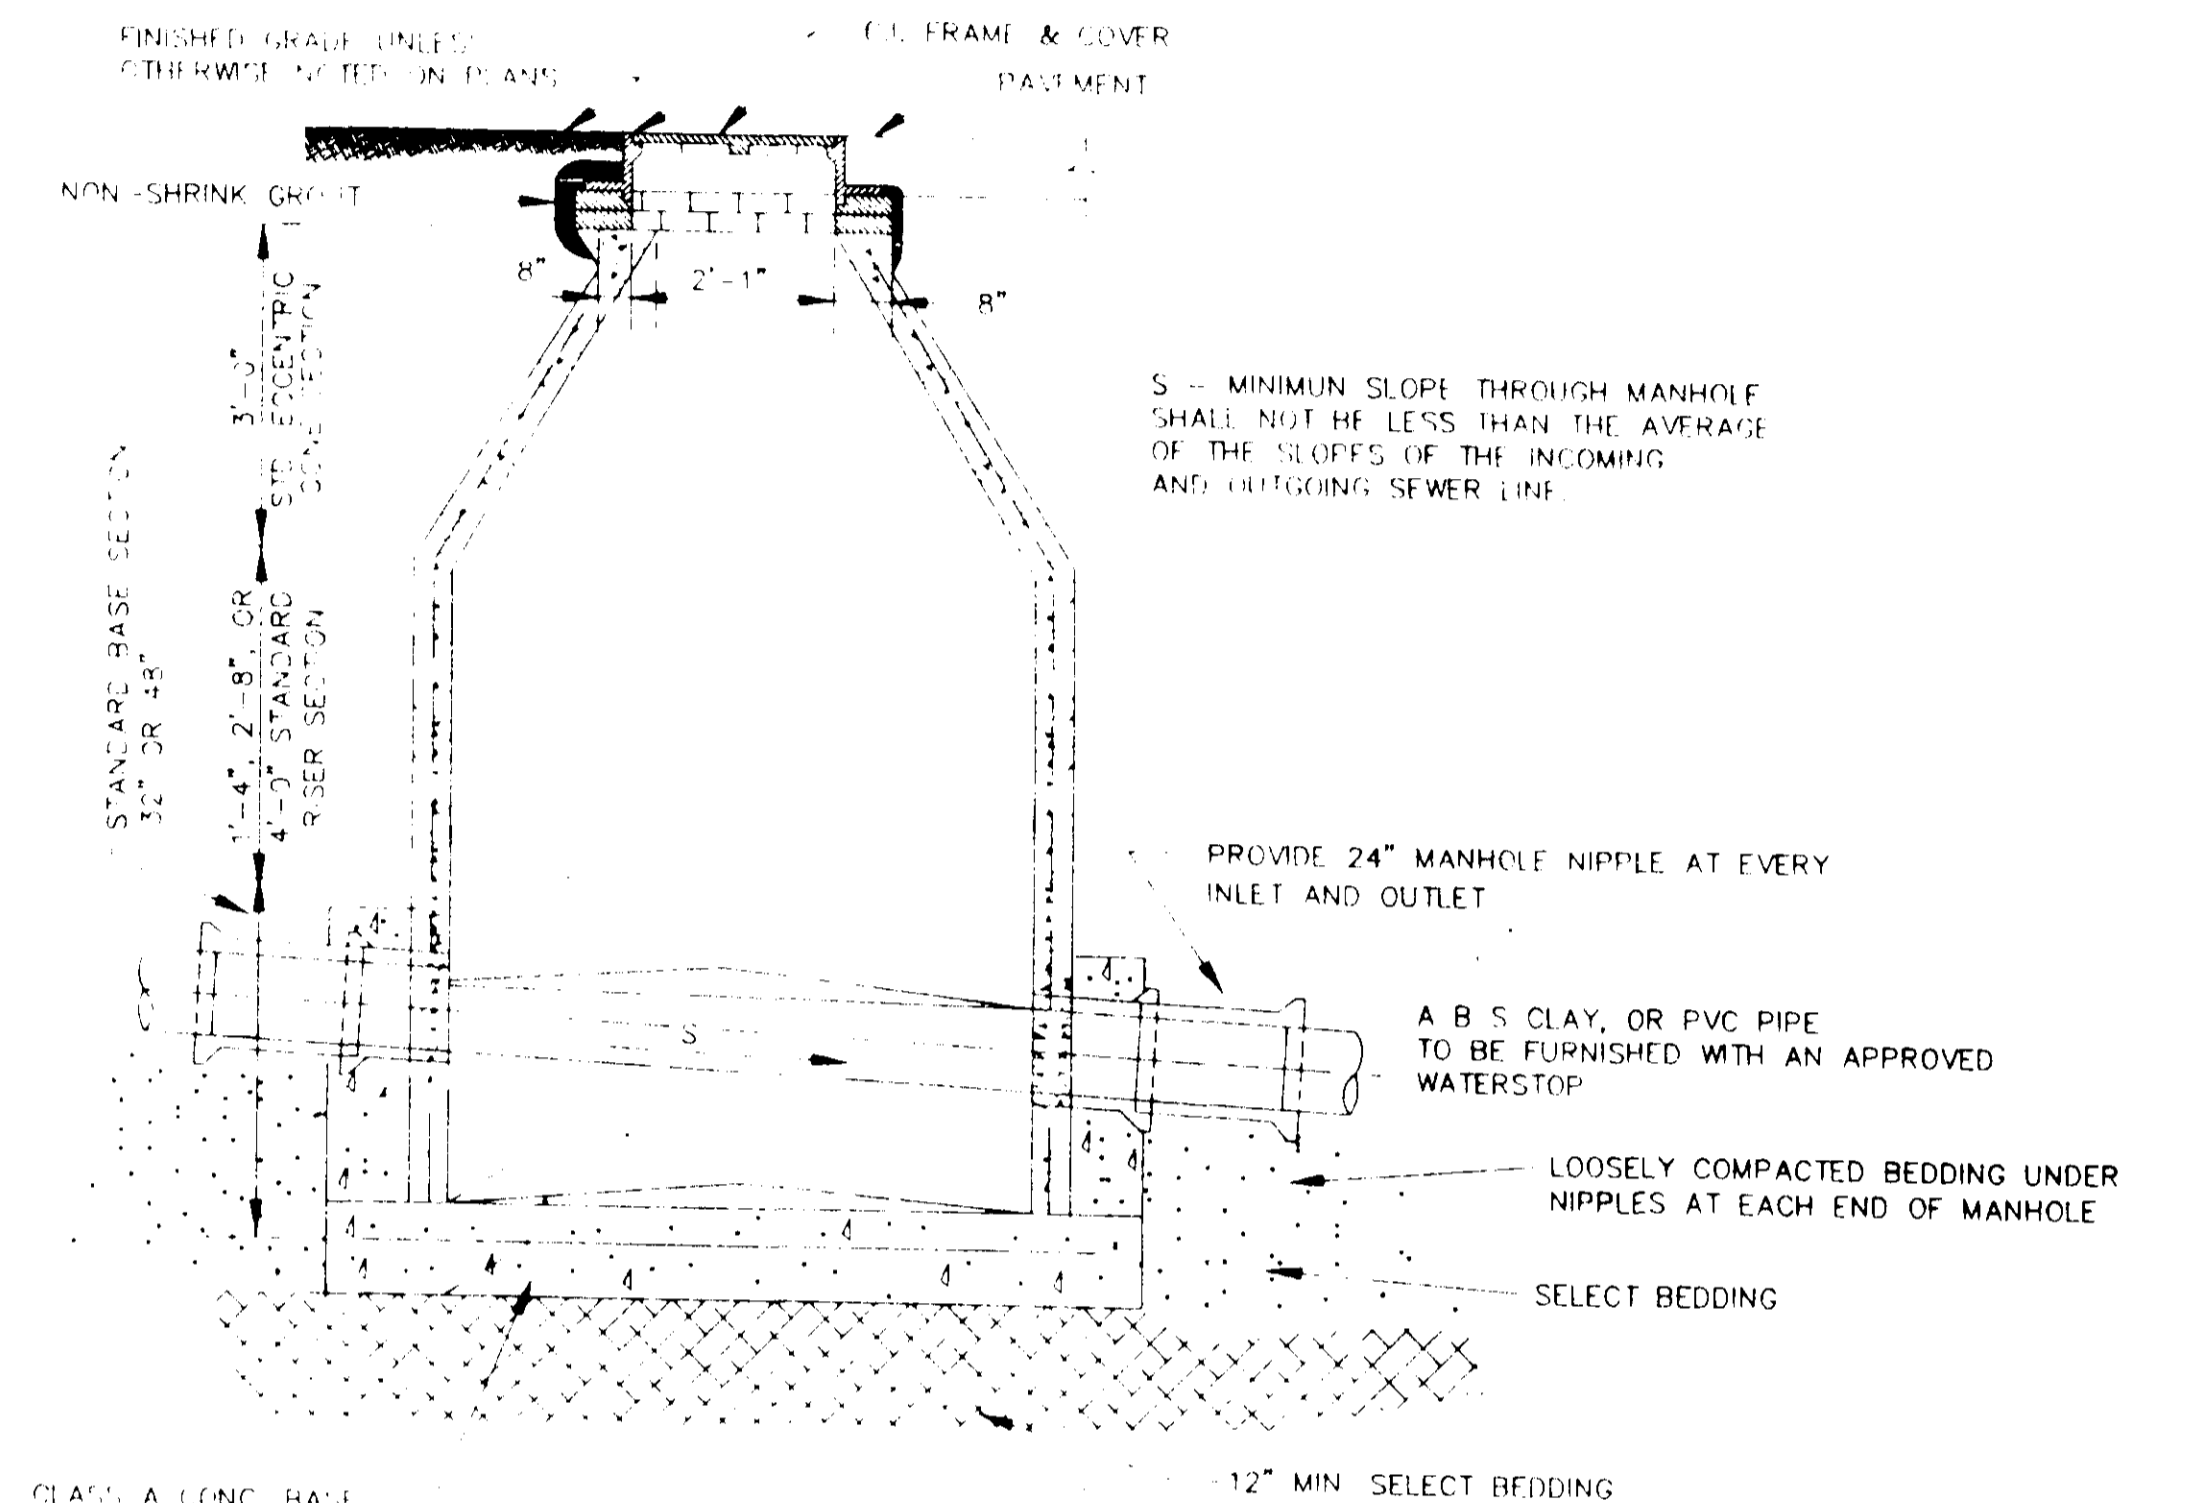 FINISHED GRADE UNLESS
OTHERWISE NOTED ON PLANS
C.I. FRAME & COVER
PAVEMENT
NON-SHRINK GROUT
8"
2'-1"
8"
3'-0"
STD ECCENTRIC
CONE SECTION
S -- MINIMUN SLOPE THROUGH MANHOLE
SHALL NOT BE LESS THAN THE AVERAGE
OF THE SLOPES OF THE INCOMING
AND OUTGOING SEWER LINE.
STANDARD BASE SECTION
32" OR 48"
1'-4", 2'-8", OR
4'-0" STANDARD
RISER SECTION
PROVIDE 24" MANHOLE NIPPLE AT EVERY
INLET AND OUTLET
S
A B S CLAY, OR PVC PIPE
TO BE FURNISHED WITH AN APPROVED
WATERSTOP
LOOSELY COMPACTED BEDDING UNDER
NIPPLES AT EACH END OF MANHOLE
SELECT BEDDING
12" MIN SELECT BEDDING
CLASS A CONC BASE